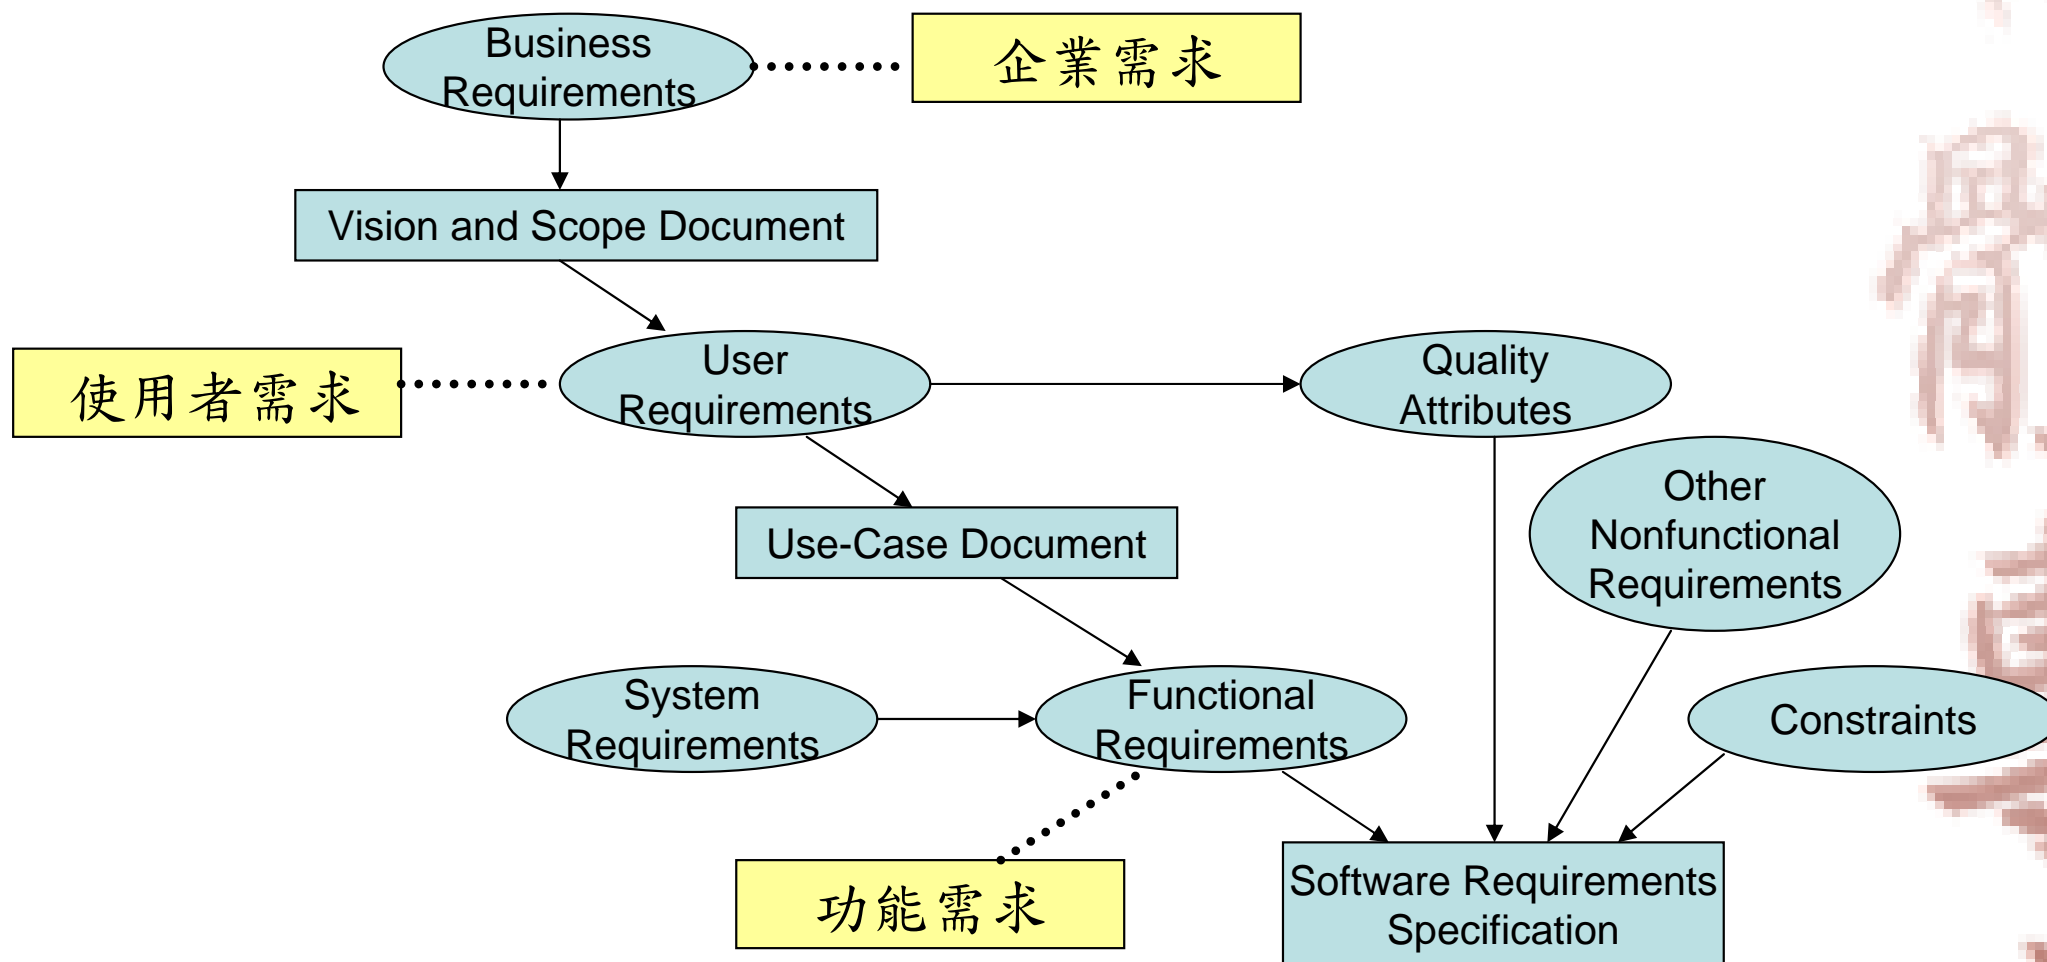 Business
Requirements
企業需求
Vision and Scope Document
使用者需求
User
Requirements
Quality
Attributes
Other
Nonfunctional
Requirements
Use-Case Document
System
Requirements
Functional
Requirements
Constraints
功能需求
Software Requirements
Specification